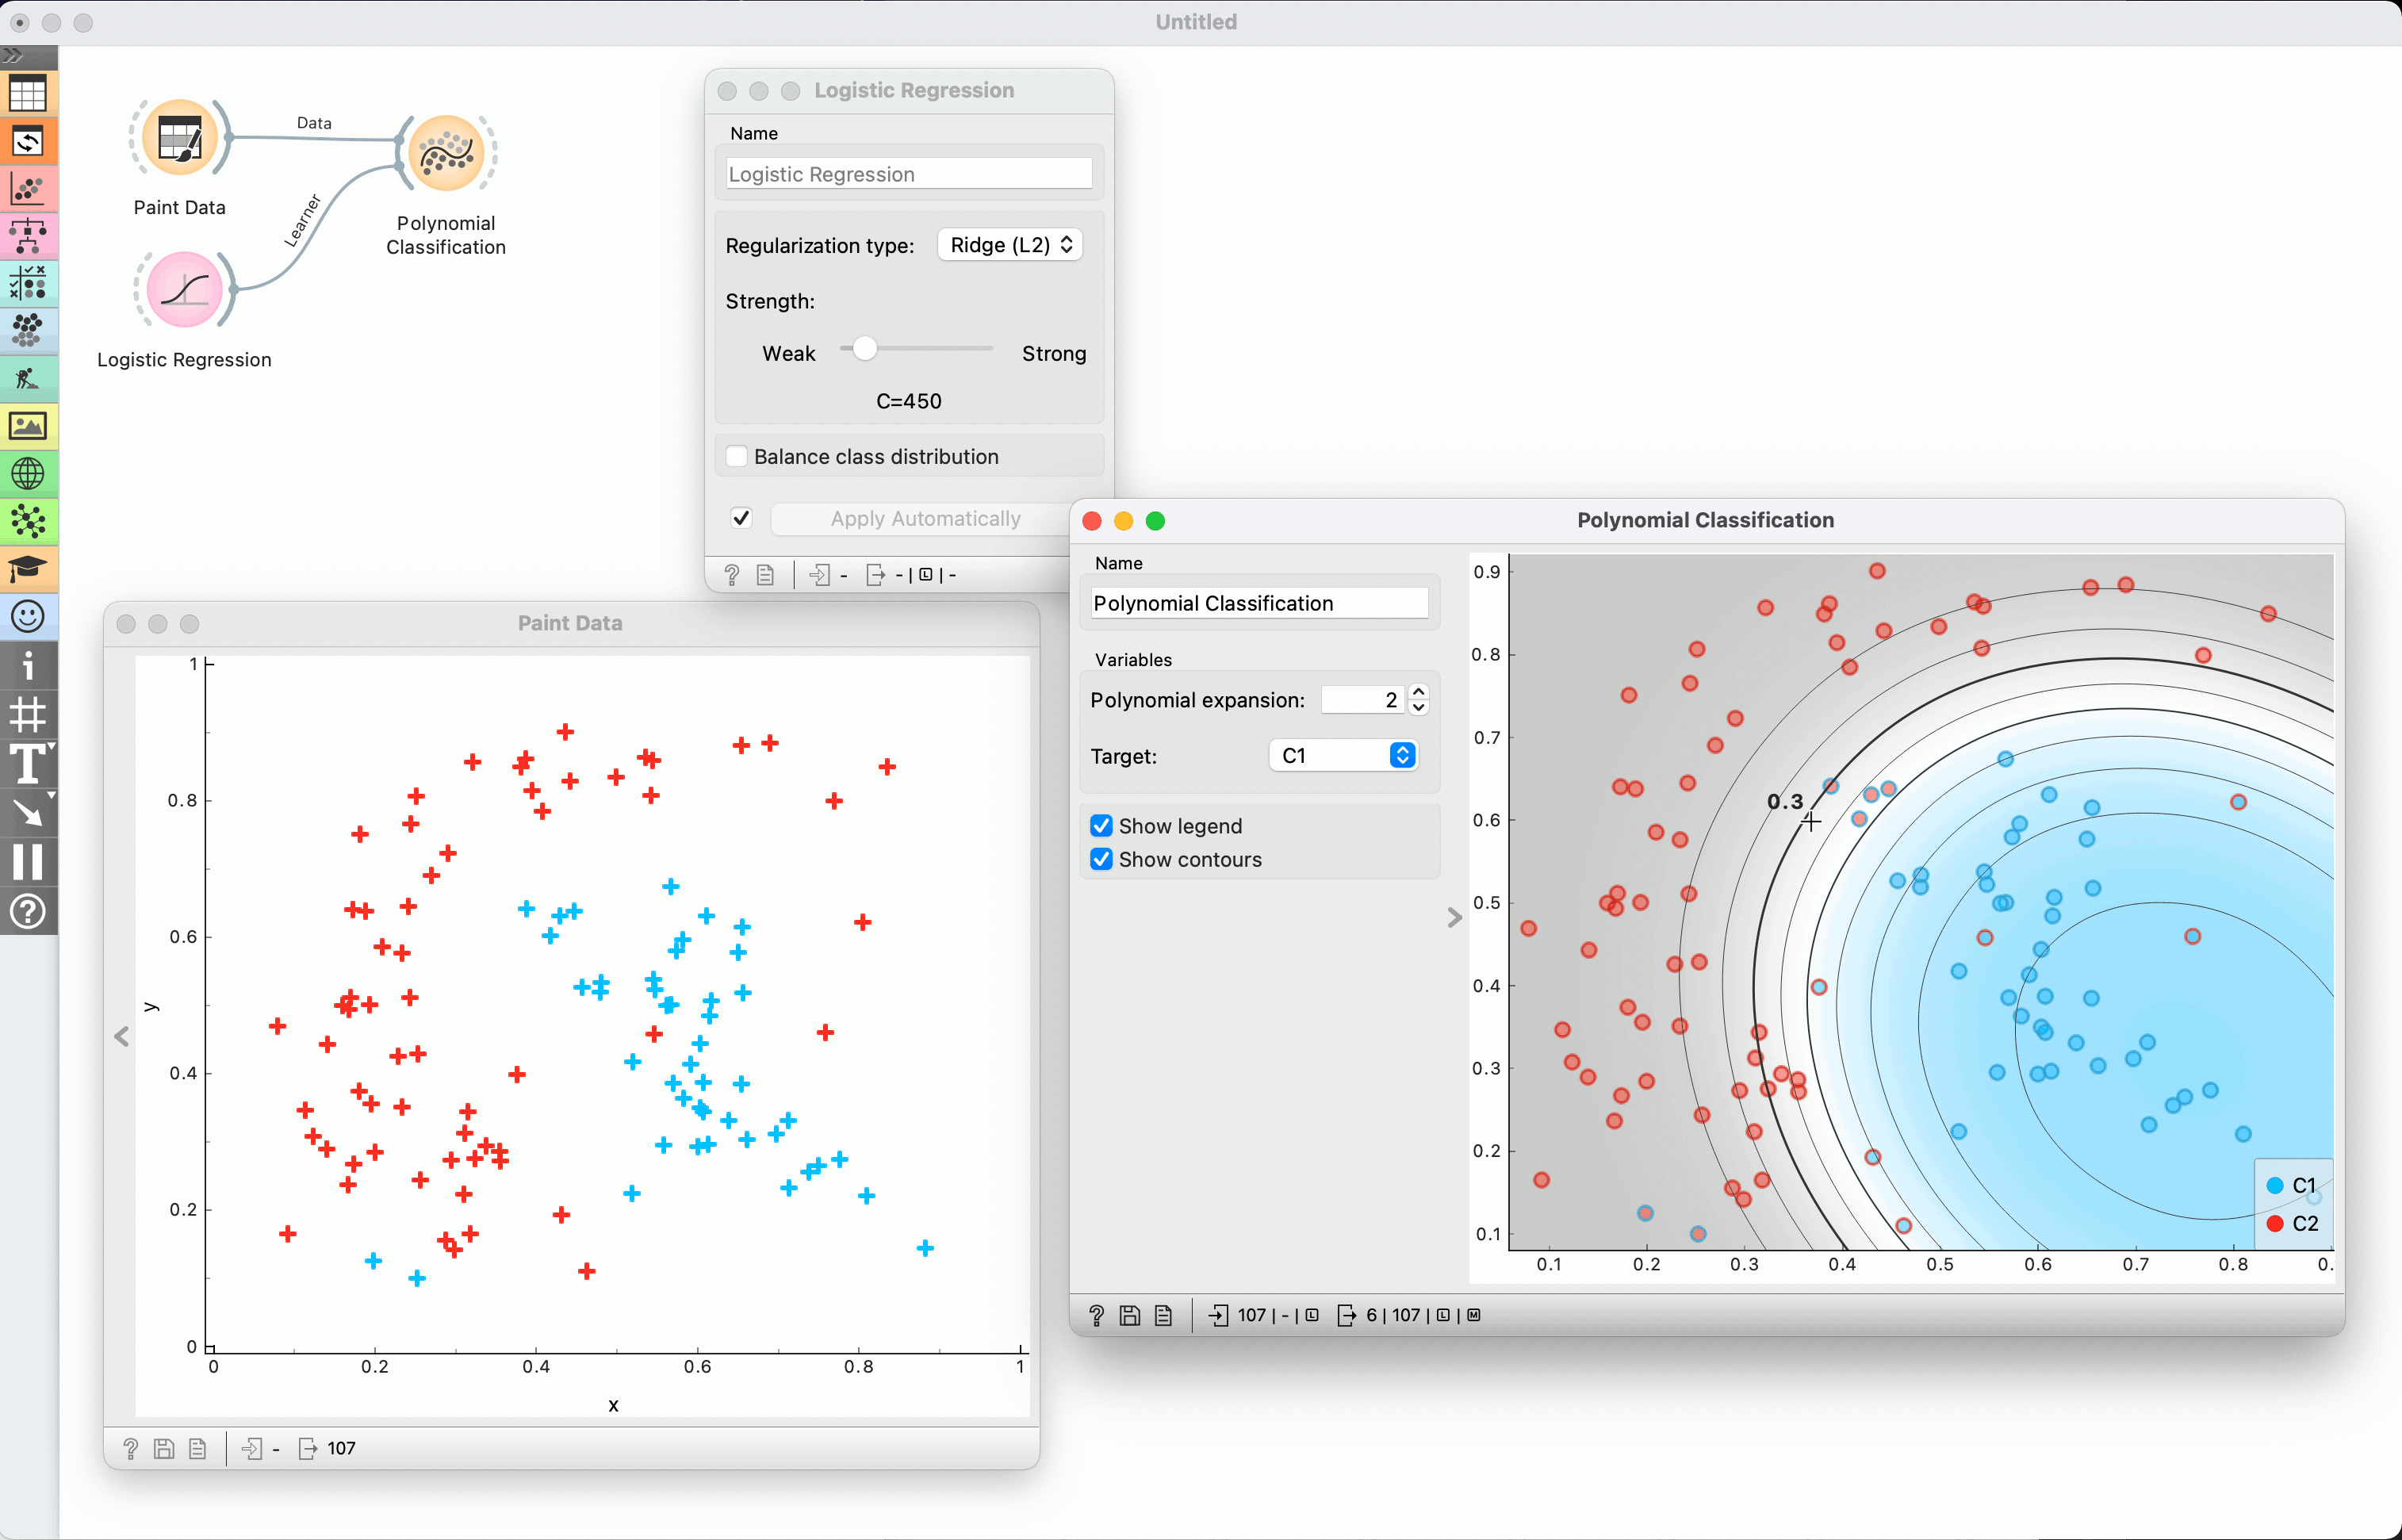 Untitled
Data
Learner
Paint Data
Polynomial
Classification
Logistic Regression
Logistic Regression
Name
Logistic Regression
Regularization type: Ridge (L2)
Strength:
Weak Strong
C=450
Balance class distribution
Apply Automatically
- - | L | -
Paint Data
1
0.8
0.6
0.4
0.2
0
y
0 0.2 0.4 0.6 0.8 1
x
- 107
Polynomial Classification
Name
Polynomial Classification
Variables
Polynomial expansion: 2
Target: C1
Show legend
Show contours
0.9
0.8
0.7
0.6
0.5
0.4
0.3
0.2
0.1
0.3
C1
C2
0.1 0.2 0.3 0.4 0.5 0.6 0.7 0.8 0.
107 | - | L 6 | 107 | L | M